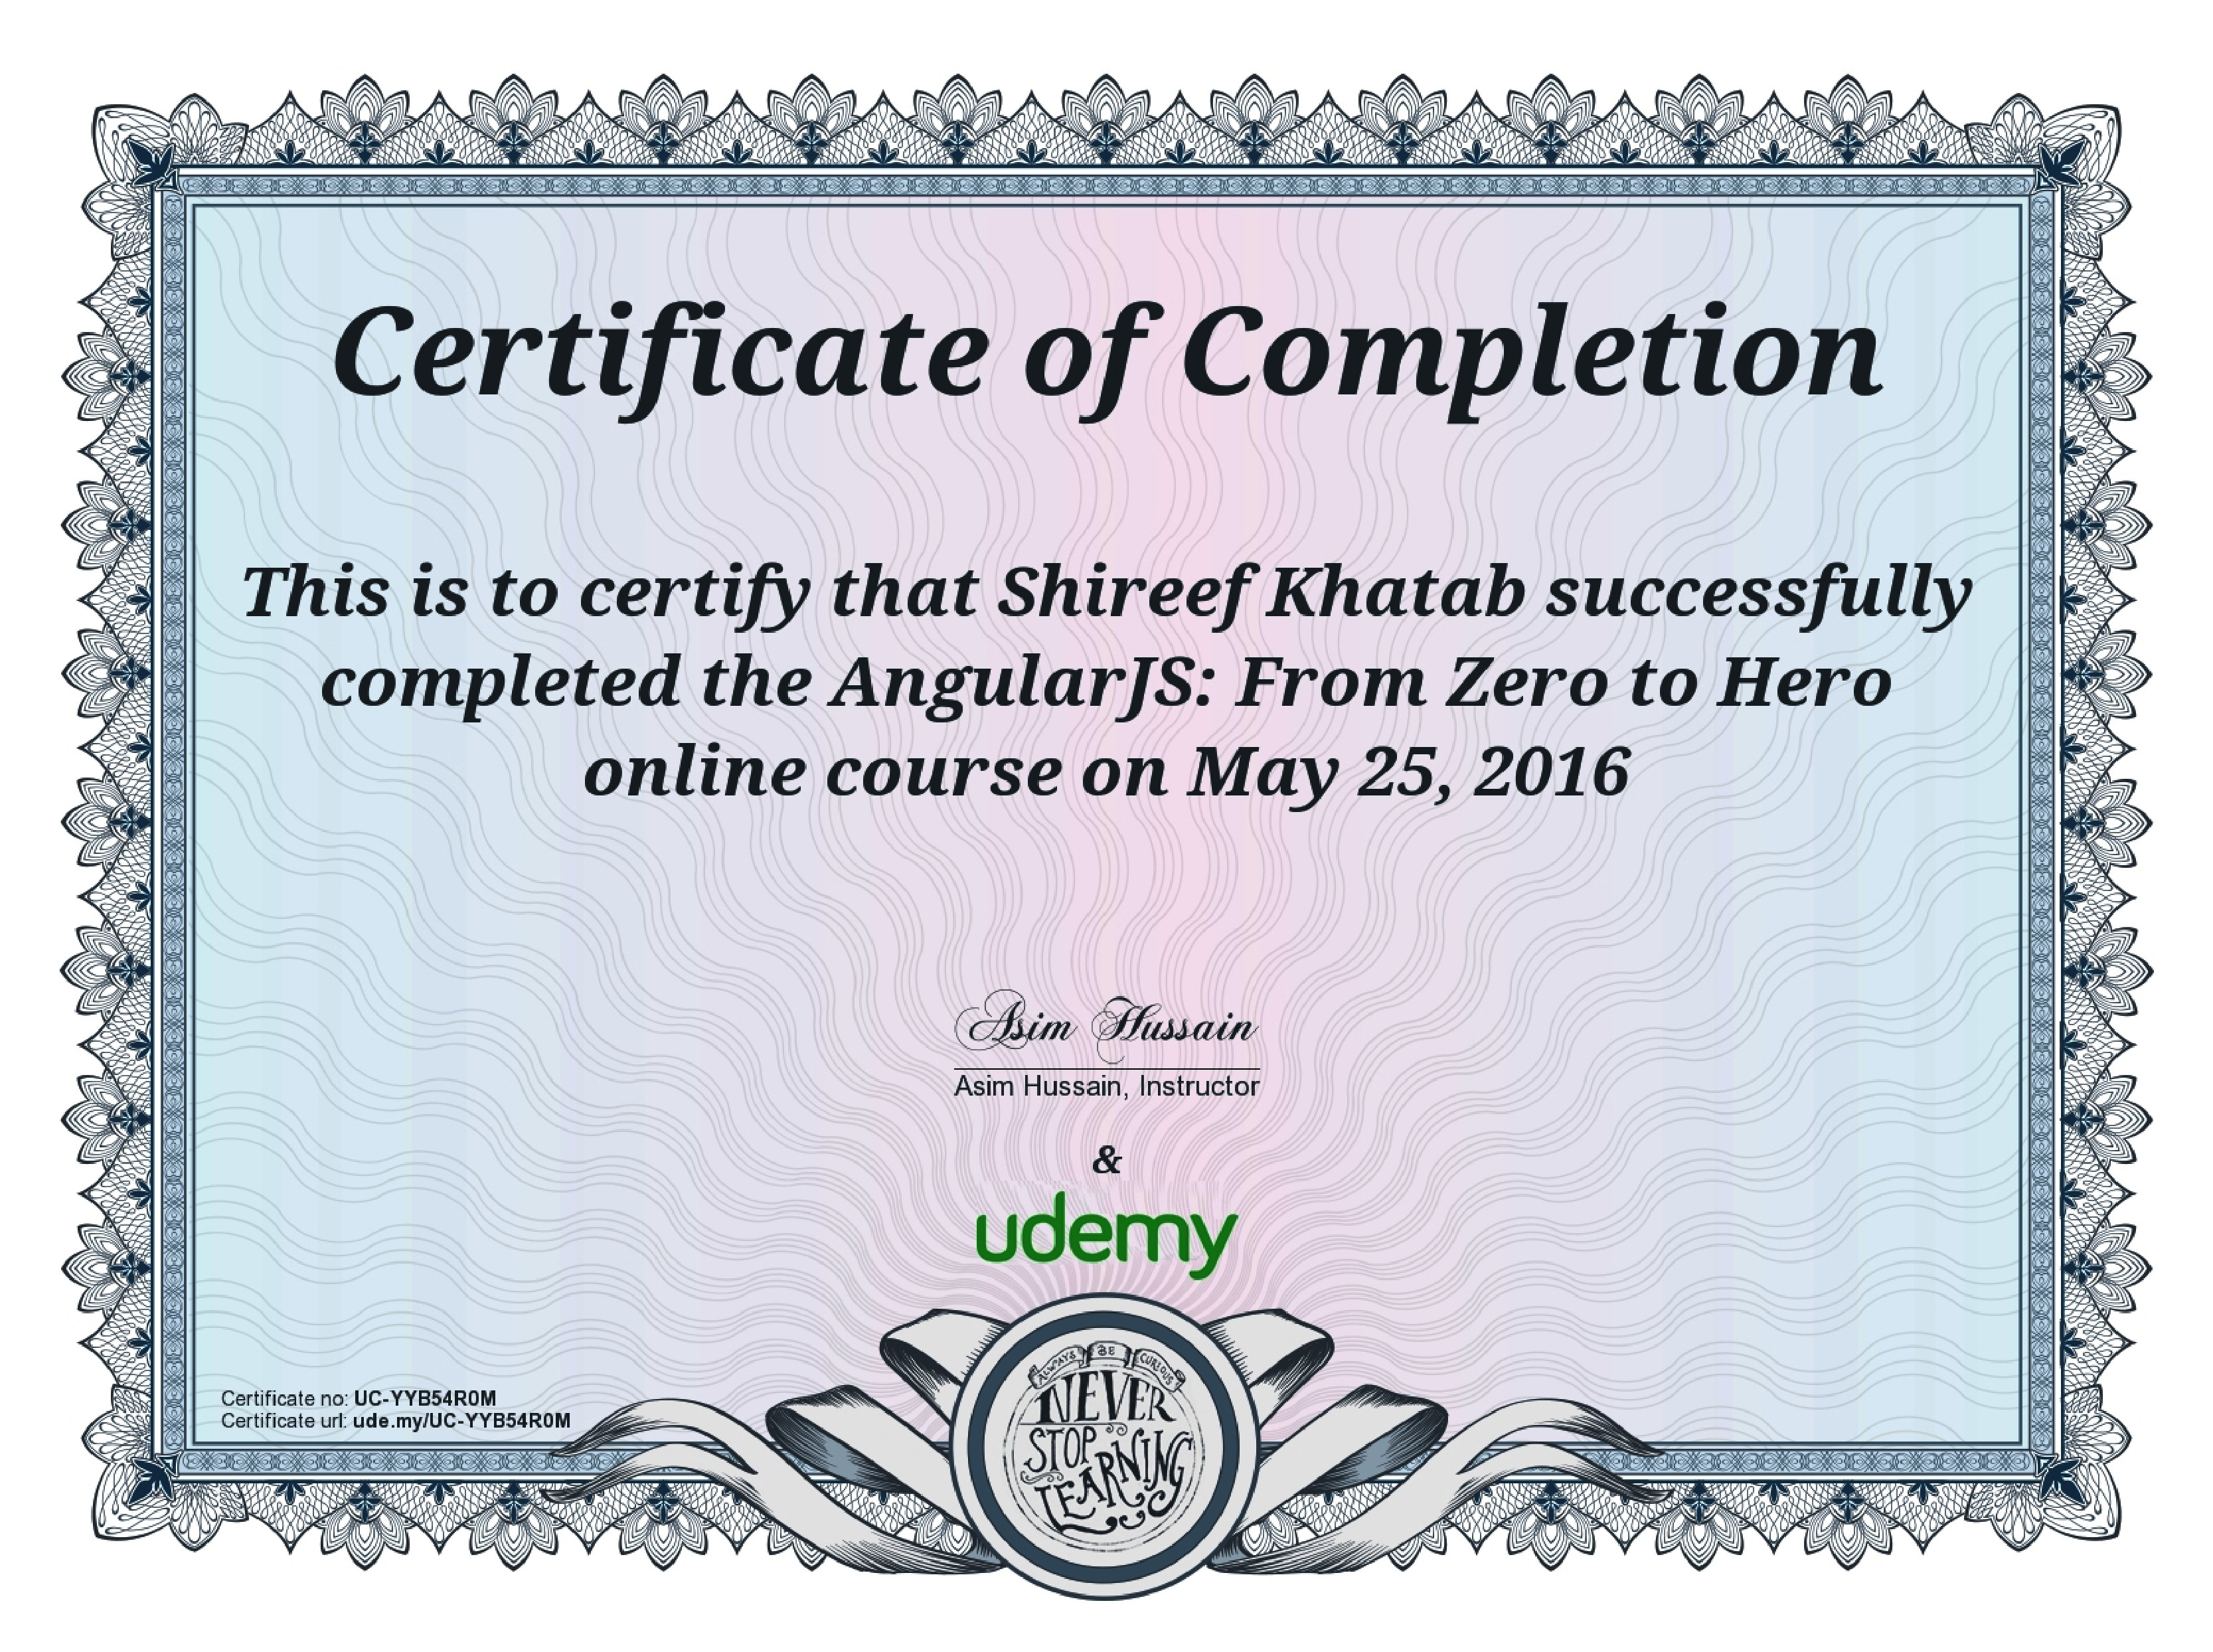 Certificate of Completion
This is to certify that Shireef Khatab successfully
completed the AngularJS: From Zero to Hero
online course on May 25, 2016
Asim Hussain
Asim Hussain, Instructor
&
udemy
ALWAYS BE CURIOUS
NEVER
STOP
LEARNING
Certificate no: UC-YYB54R0M
Certificate url: ude.my/UC-YYB54R0M